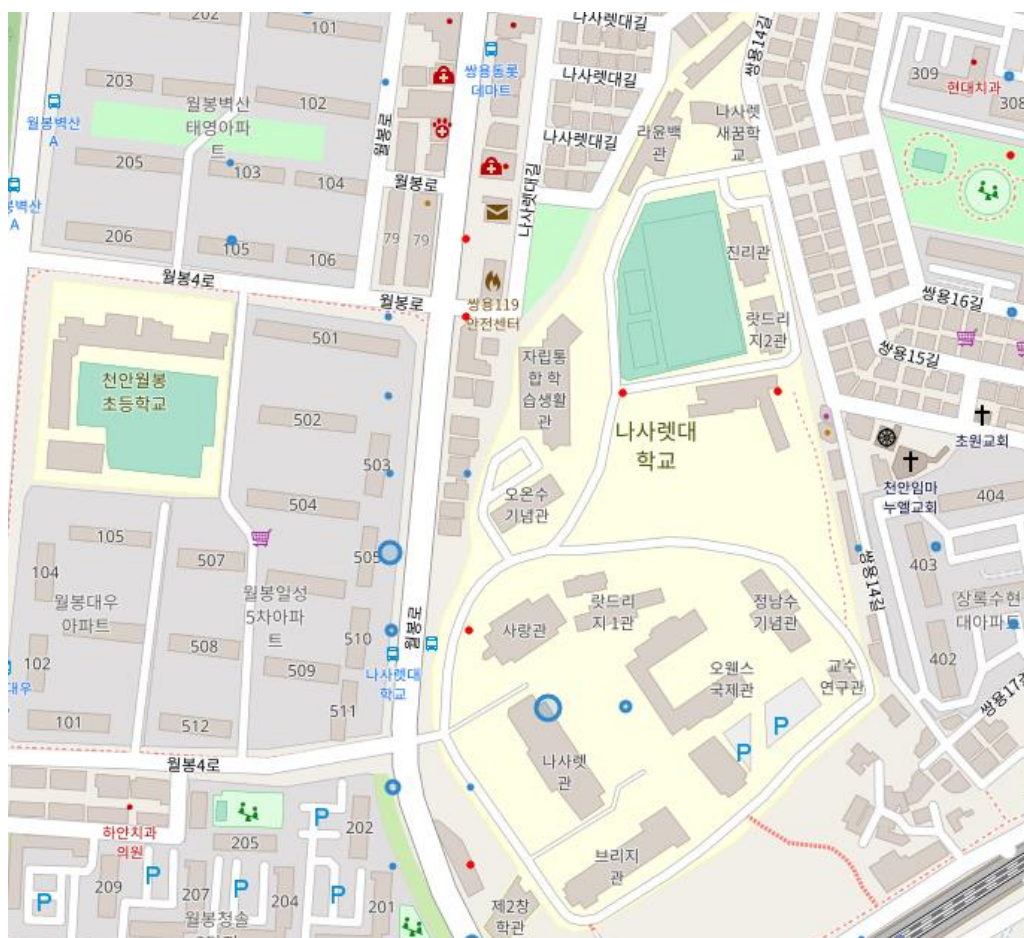 202
101
나사렛대길
쌍용14길
203
102
쌍용동롯
데마트
나사렛대길
309
현대치과
308
월봉벽산
A
월봉벽산
태영아파
트
월봉로
나사렛대길
라윤백
관
나사렛
새꿈학
교
205
103
104
월봉로
나사렛대길
봉벽산
A
206
105
106
79
79
진리관
월봉4로
월봉로
쌍용119
안전센터
쌍용16길
501
자립통
합 학
습생활
관
랏드리
지2관
쌍용15길
천안월봉
초등학교
502
나사렛대
학교
초원교회
503
504
오온수
기념관
천안임마
누엘교회
404
105
507
505
403
쌍용14길
104
월봉대우
아파트
월봉일성
5차아파
트
월봉로
사랑관
랏드리
지 1관
정남수
기념관
상록수현
대아파트
508
510
102
대우
509
나사렛대
학교
오웬스
국제관
교수
연구관
402
쌍용17길
101
512
511
P
P
월봉4로
나사렛
관
하얀치과
의원
205
P
202
브리지
관
209
P
207
P
204
P
201
P
월봉청솔
제2창
학관